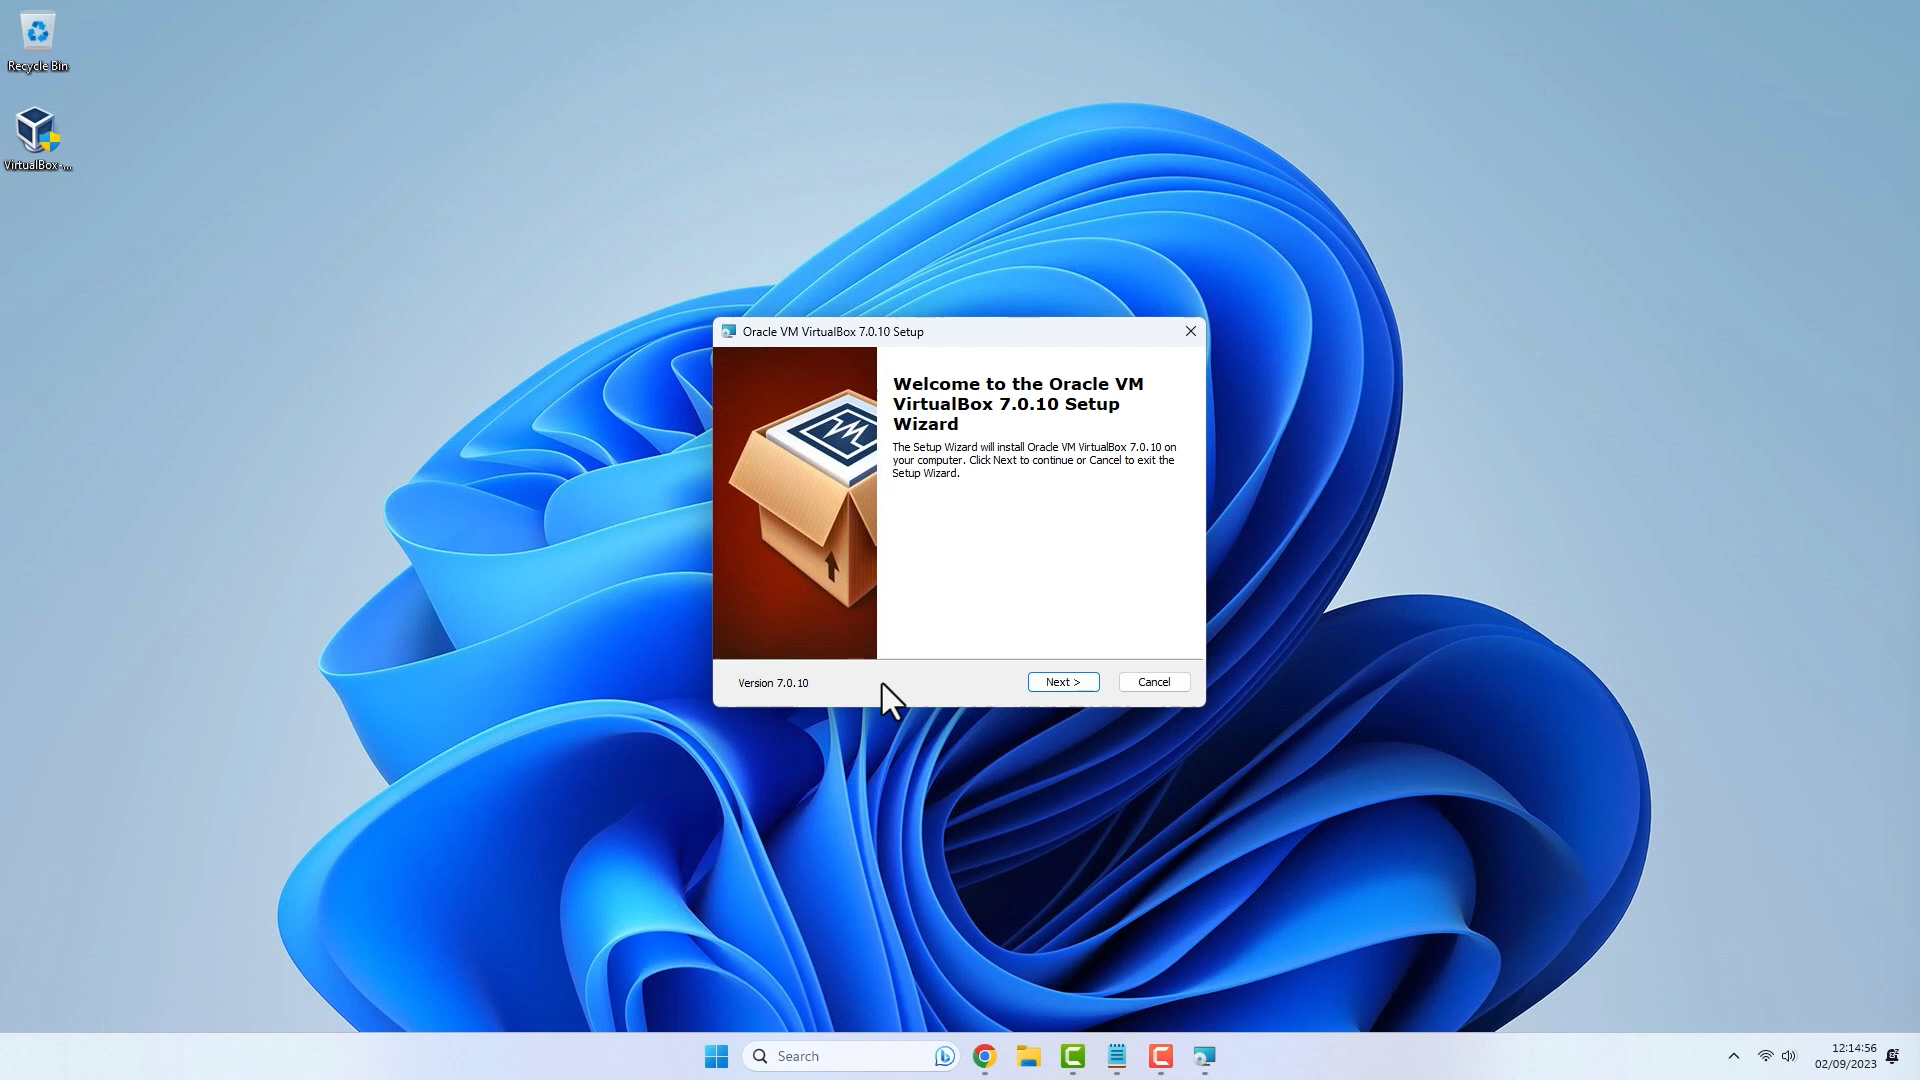 Recycle Bin
VirtualBox-...
Oracle VM VirtualBox 7.0.10 Setup
Welcome to the Oracle VM
VirtualBox 7.0.10 Setup
Wizard
The Setup Wizard will install Oracle VM VirtualBox 7.0.10 on
your computer. Click Next to continue or Cancel to exit the
Setup Wizard.
Version 7.0.10
Next >
Cancel
Search
12:14:56
02/09/2023